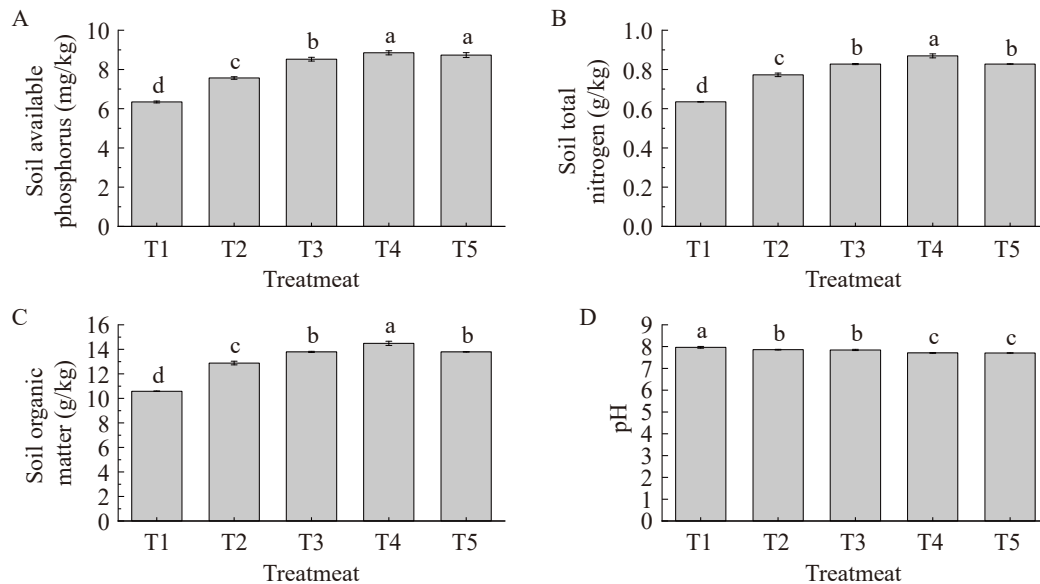 A
Soil available
phosphorus (mg/kg)
10
8
6
4
2
0
d
c
b
a
a
T1 T2 T3 T4 T5
Treatmeat
B
Soil total
nitrogen (g/kg)
1.0
0.8
0.6
0.4
0.2
0.0
d
c
b
a
b
T1 T2 T3 T4 T5
Treatmeat
C
Soil organic
matter (g/kg)
16
14
12
10
8
6
4
2
0
d
c
b
a
b
T1 T2 T3 T4 T5
Treatmeat
D
pH
9
8
7
6
5
4
3
2
1
0
a
b
b
c
c
T1 T2 T3 T4 T5
Treatmeat